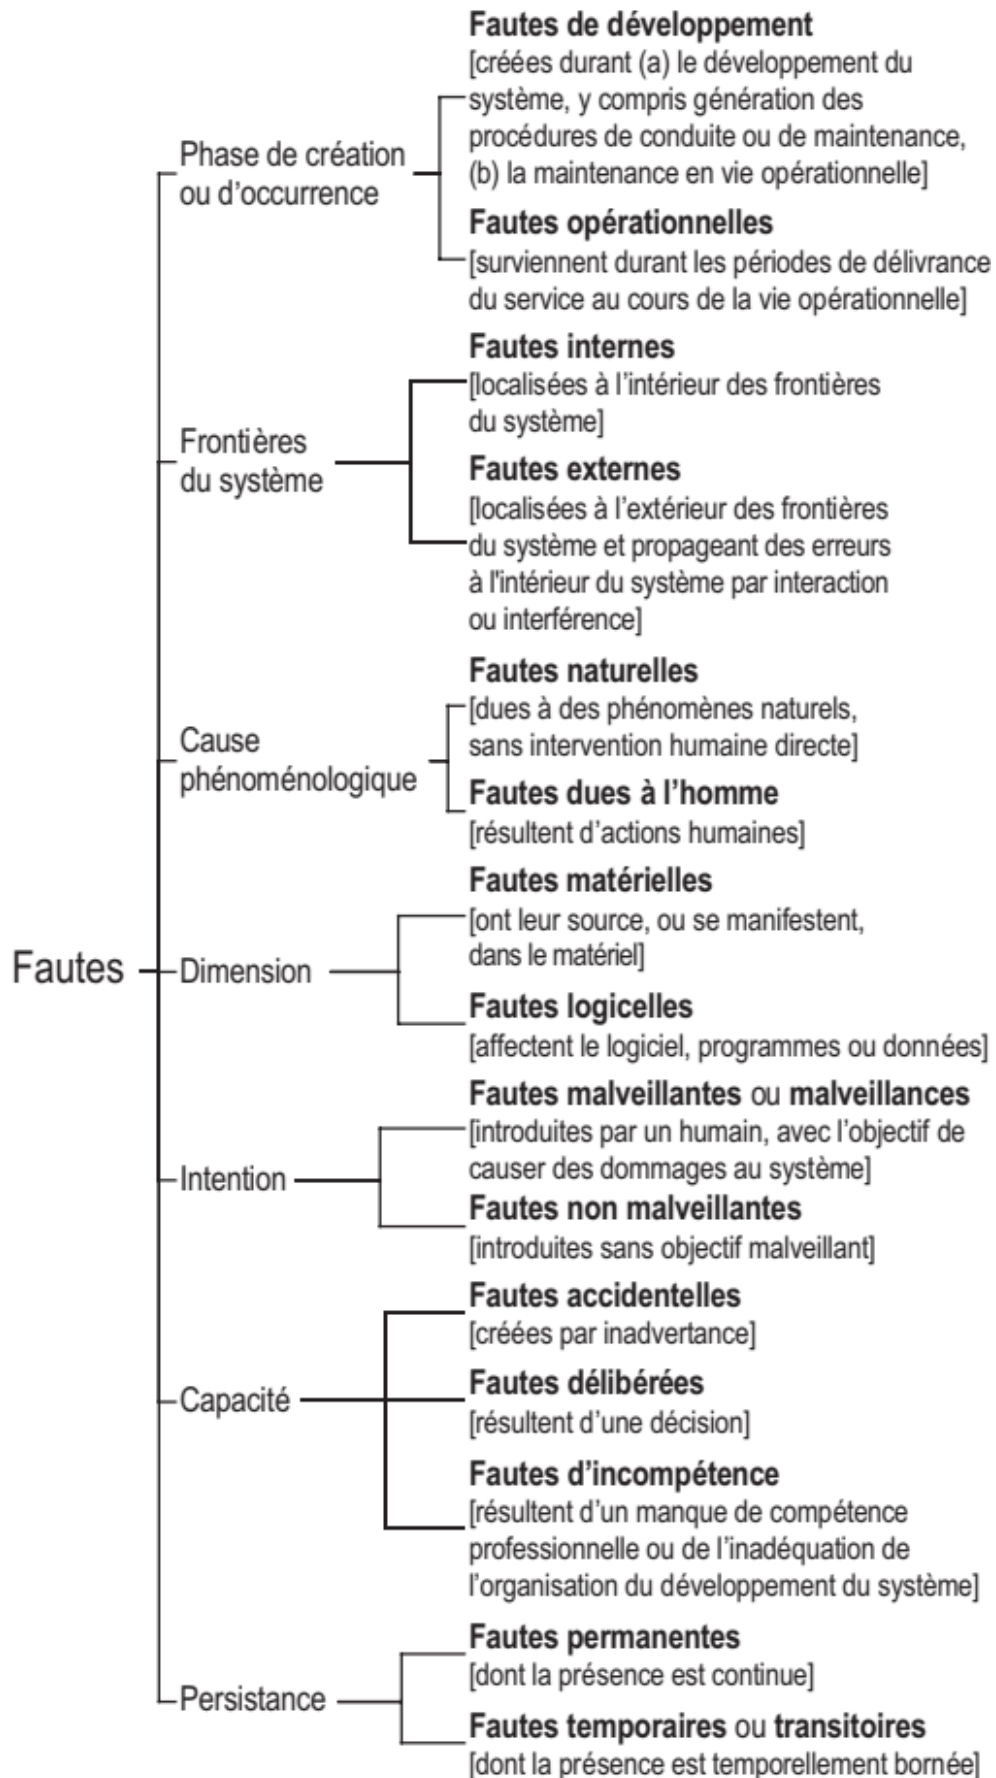 Fautes
Phase de création
ou d’occurrence
Fautes de développement
[créées durant (a) le développement du
système, y compris génération des
procédures de conduite ou de maintenance,
(b) la maintenance en vie opérationnelle]
Fautes opérationnelles
[surviennent durant les périodes de délivrance
du service au cours de la vie opérationnelle]
Frontières
du système
Fautes internes
[localisées à l’intérieur des frontières
du système]
Fautes externes
[localisées à l’extérieur des frontières
du système et propageant des erreurs
à l'intérieur du système par interaction
ou interférence]
Cause
phénoménologique
Fautes naturelles
[dues à des phénomènes naturels,
sans intervention humaine directe]
Fautes dues à l’homme
[résultent d’actions humaines]
Dimension
Fautes matérielles
[ont leur source, ou se manifestent,
dans le matériel]
Fautes logicelles
[affectent le logiciel, programmes ou données]
Intention
Fautes malveillantes ou malveillances
[introduites par un humain, avec l’objectif de
causer des dommages au système]
Fautes non malveillantes
[introduites sans objectif malveillant]
Capacité
Fautes accidentelles
[créées par inadvertance]
Fautes délibérées
[résultent d’une décision]
Fautes d’incompétence
[résultent d’un manque de compétence
professionnelle ou de l’inadéquation de
l’organisation du développement du système]
Persistance
Fautes permanentes
[dont la présence est continue]
Fautes temporaires ou transitoires
[dont la présence est temporellement bornée]